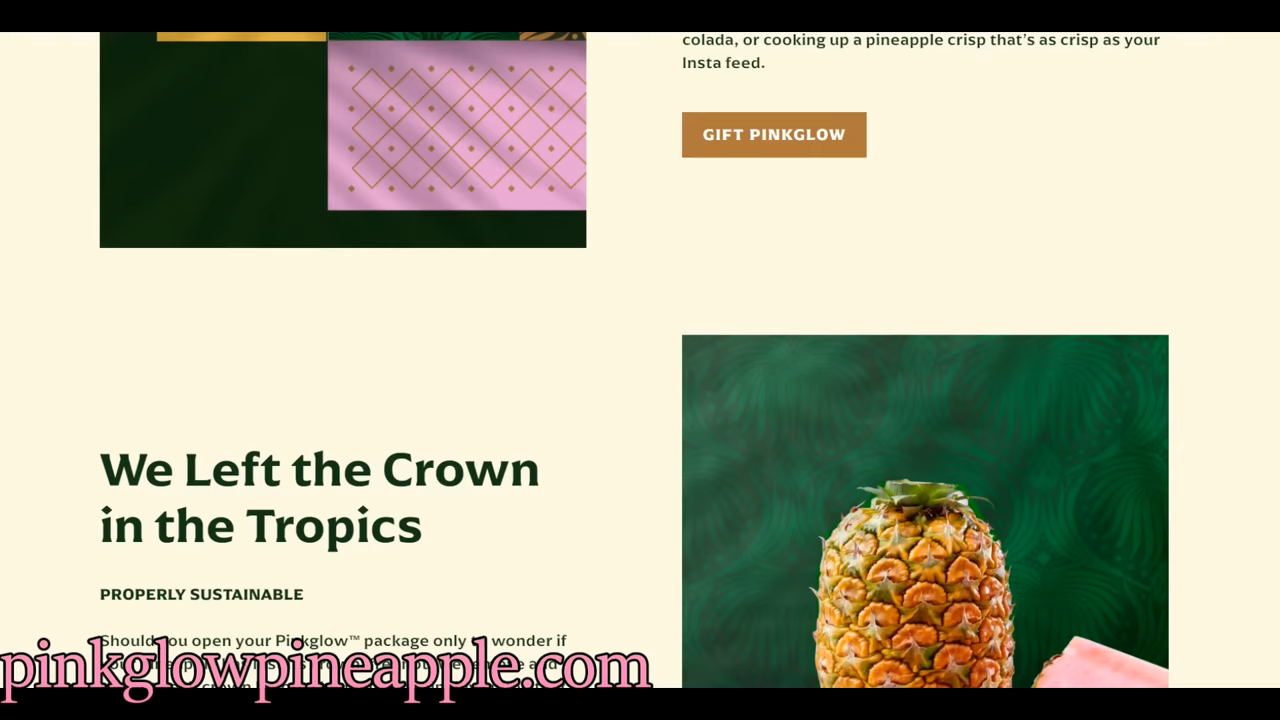 colada, or cooking up a pineapple crisp that's as crisp as your
Insta feed.
GIFT PINKGLOW
We Left the Crown
in the Tropics
PROPERLY SUSTAINABLE
Should you open your Pinkglow™ package only to wonder if
pinkglowpineapple.com